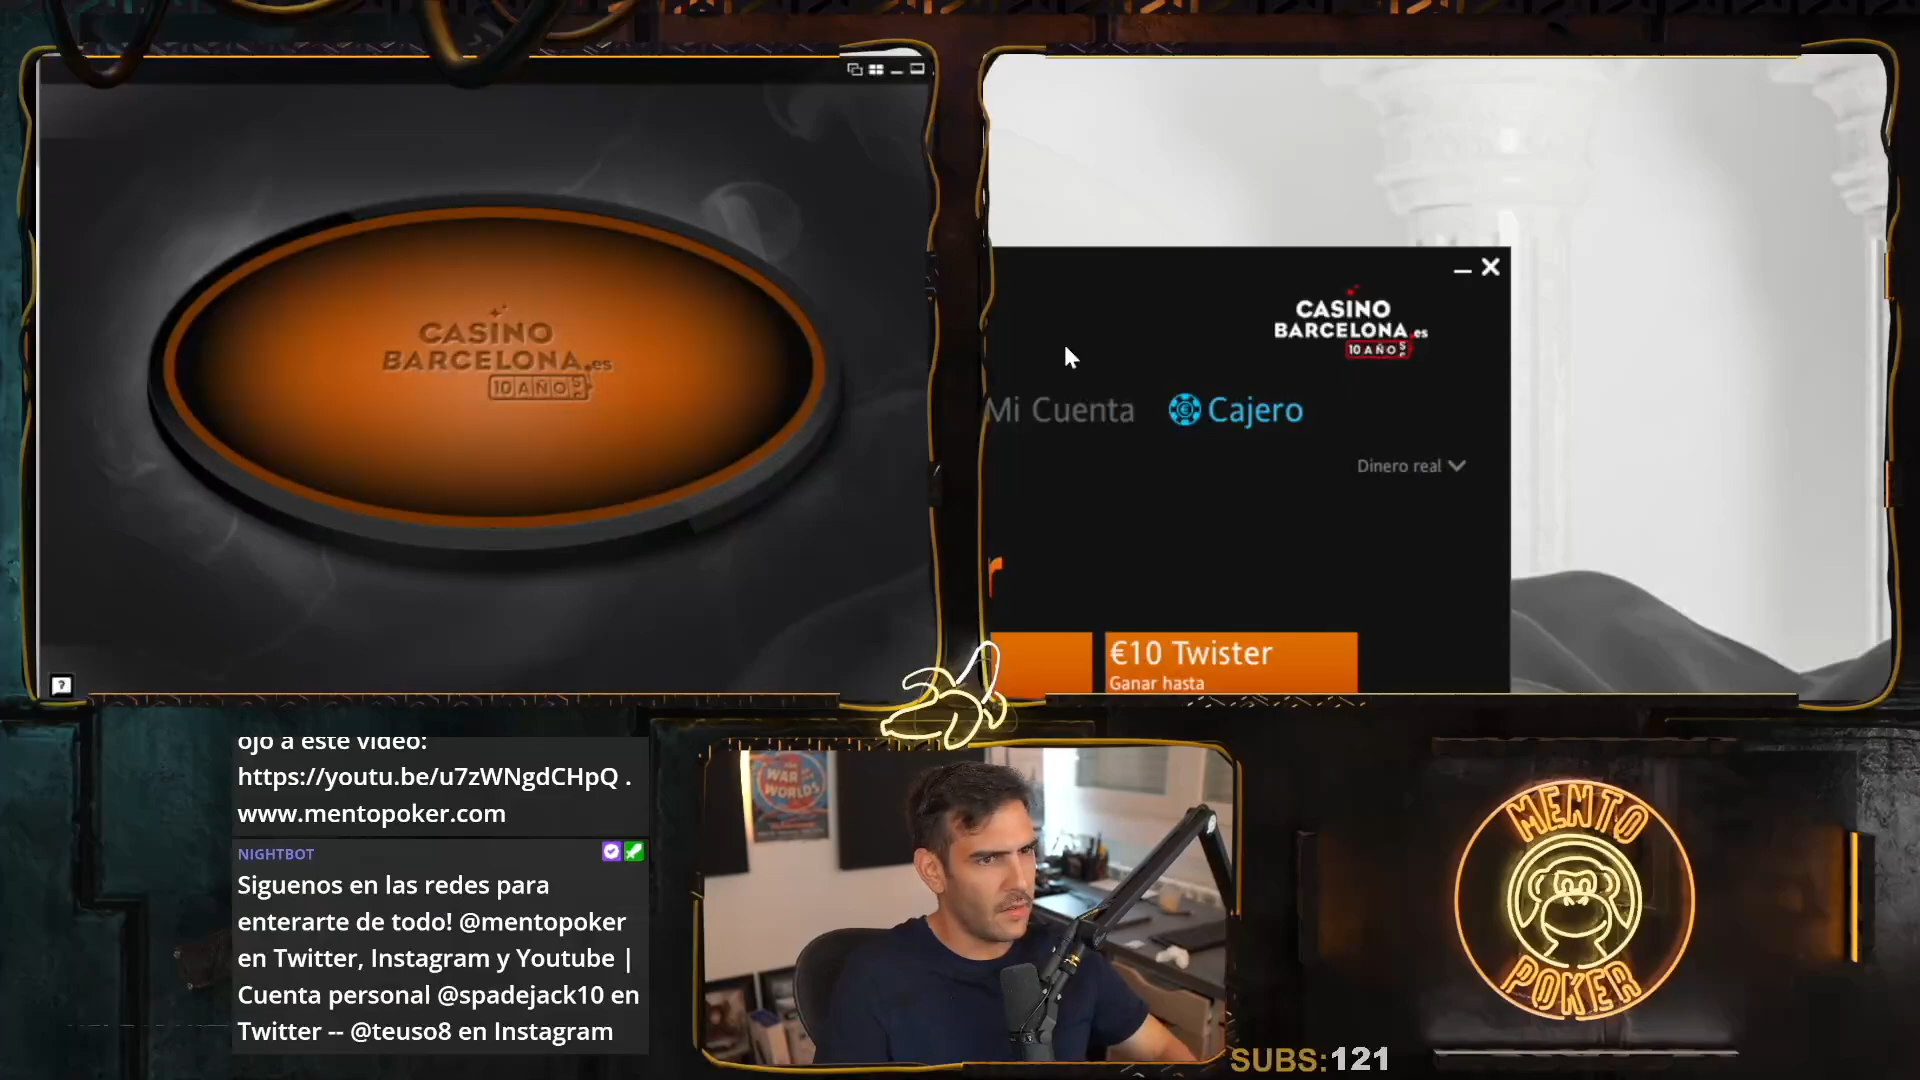 CASINO
BARCELONA.es
10 AÑOS
CASINO
BARCELONA.es
10 AÑOS
Mi Cuenta
Cajero
Dinero real
r
€10 Twister
Ganar hasta
?
ojo a este video:
https://youtu.be/u7zWNgdCHpQ .
www.mentopoker.com
NIGHTBOT
Siguenos en las redes para
enterarte de todo! @mentopoker
en Twitter, Instagram y Youtube |
Cuenta personal @spadejack10 en
Twitter -- @teuso8 en Instagram
WAR
WORLDS
SUBS:121
MENTO
POKER